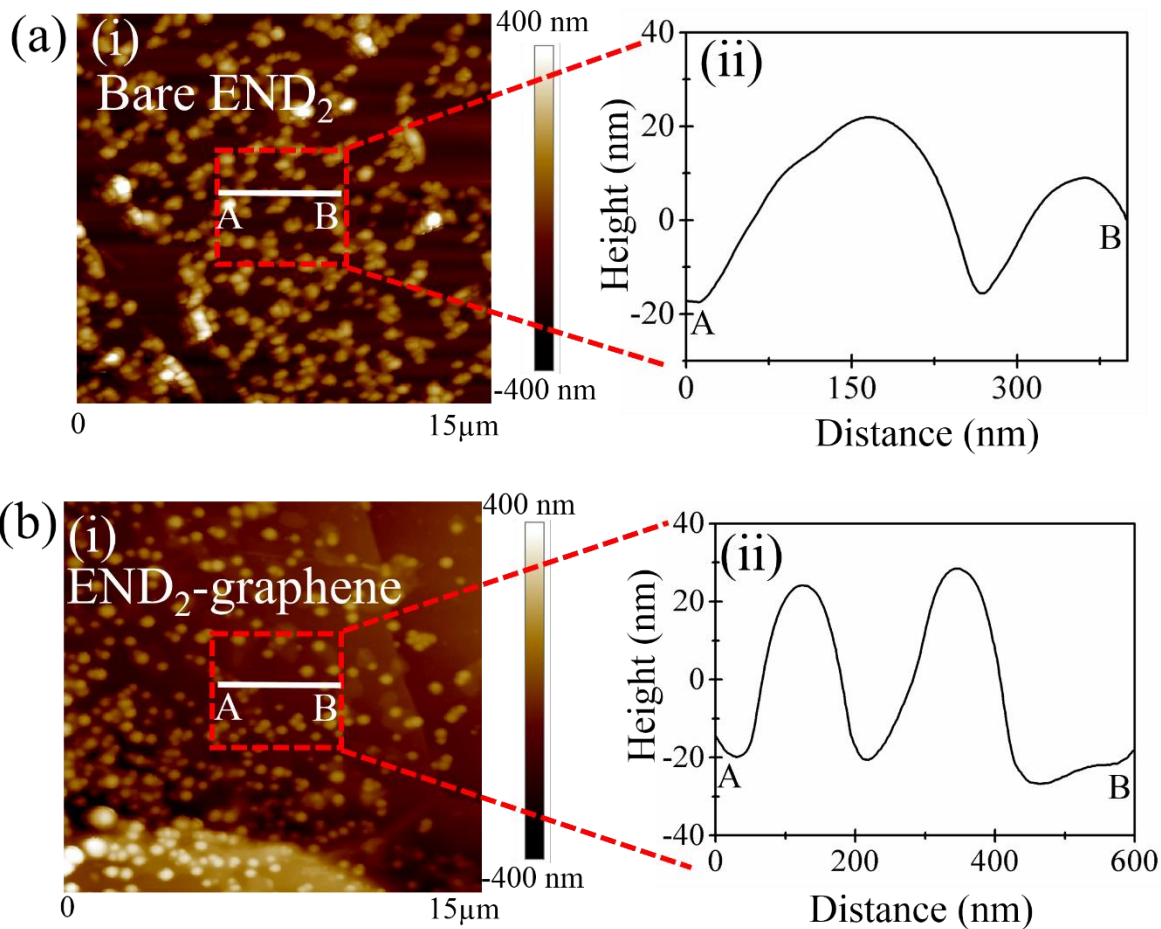 (a)
(i)
Bare END₂
A B
0 15µm
400 nm
-400 nm
(ii)
Height (nm)
40
20
0
-20
A
B
0 150 300
Distance (nm)
(b)
(i)
END₂-graphene
A B
0 15µm
400 nm
-400 nm
(ii)
Height (nm)
40
20
0
-20
-40
A
B
0 200 400 600
Distance (nm)